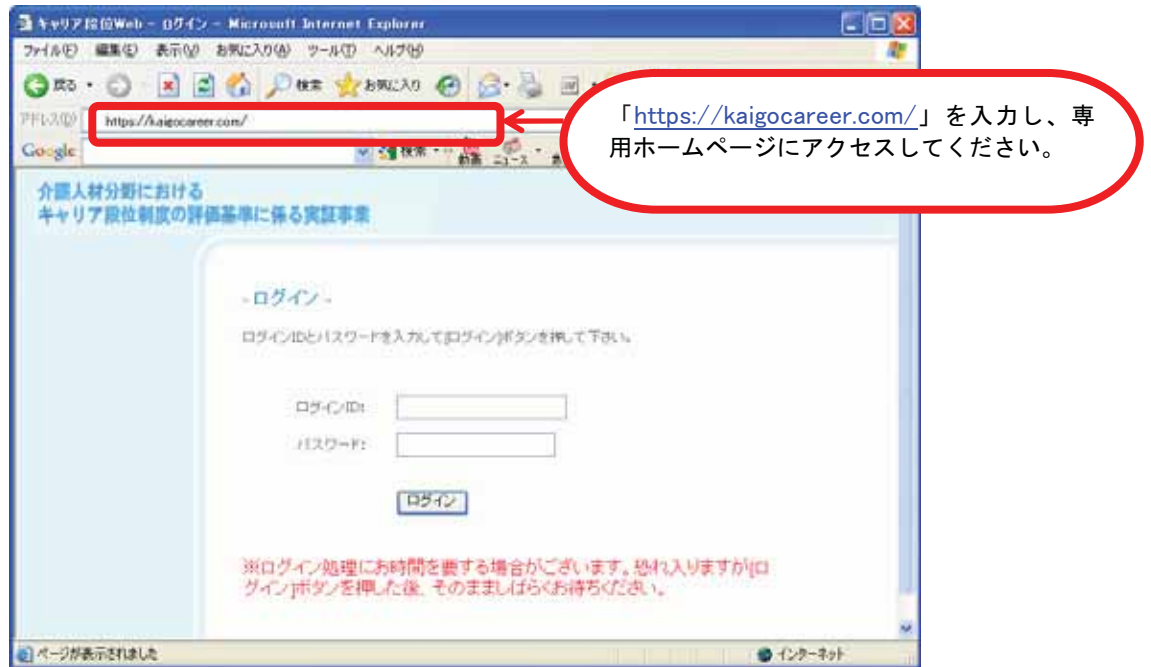 キャリア段位Web - ログイン - Microsoft Internet Explorer
ファイル(F) 編集(E) 表示(V) お気に入り(A) ツール(T) ヘルプ(H)
戻る 検索 お気に入り
アドレス(D) https://kaigocareer.com/
Google 検索 動画 ニュース
「https://kaigocareer.com/」を入力し、専
用ホームページにアクセスしてください。
介護人材分野における
キャリア段位制度の評価基準に係る実証事業
- ログイン -
ログインIDとパスワードを入力して[ログイン]ボタンを押して下さい。
ログインID:
パスワード:
ログイン
※ログイン処理にお時間を要する場合がございます。恐れ入りますが[ロ
グイン]ボタンを押した後、そのまましばらくお待ちください。
ページが表示されました インターネット